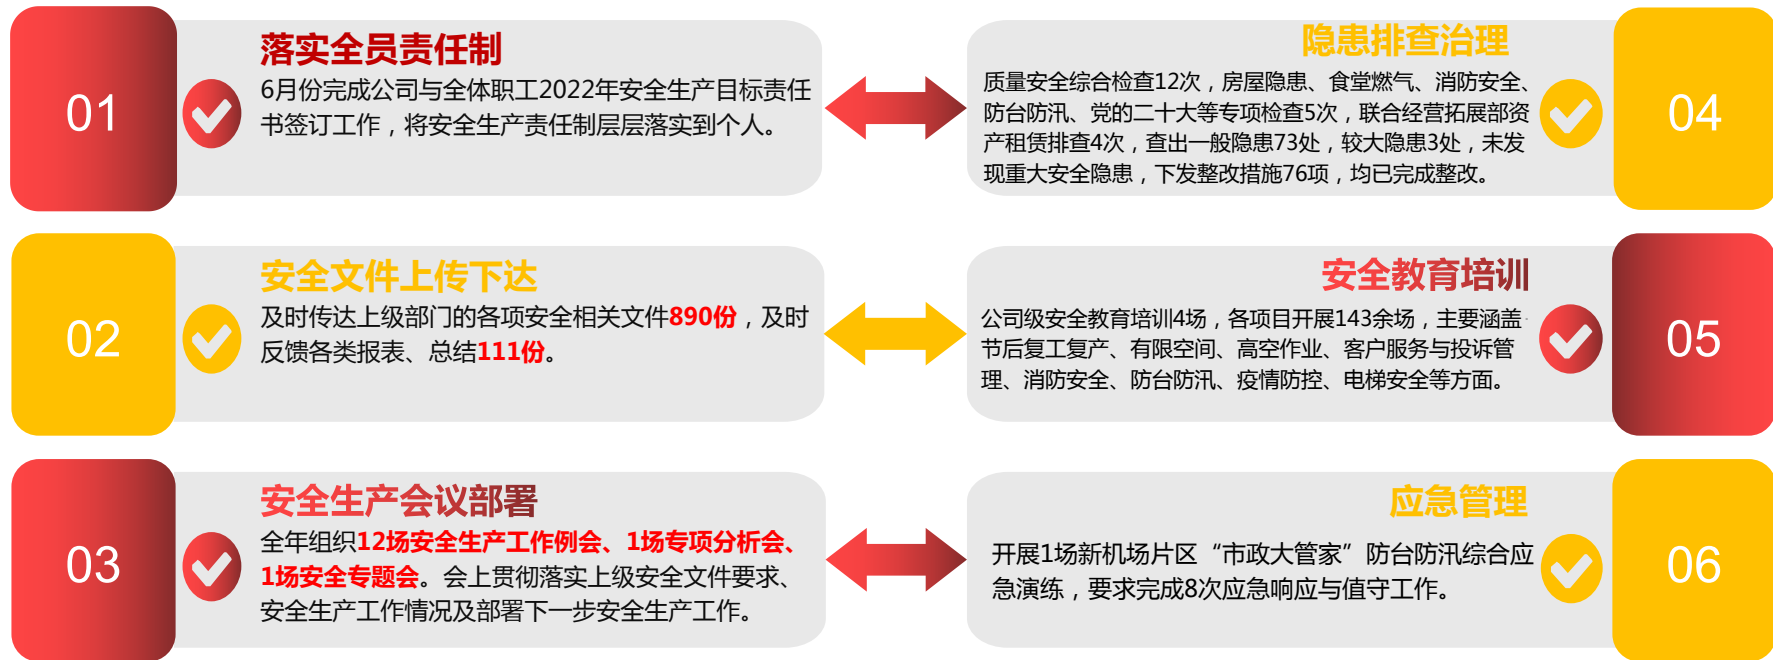 01
落实全员责任制
6月份完成公司与全体职工2022年安全生产目标责任
书签订工作，将安全生产责任制层层落实到个人。
02
安全文件上传下达
及时传达上级部门的各项安全相关文件890份，及时
反馈各类报表、总结111份。
03
安全生产会议部署
全年组织12场安全生产工作例会、1场专项分析会、
1场安全专题会。会上贯彻落实上级安全文件要求、
安全生产工作情况及部署下一步安全生产工作。
隐患排查治理
质量安全综合检查12次，房屋隐患、食堂燃气、消防安全、
防台防汛、党的二十大等专项检查5次，联合经营拓展部资
产租赁排查4次，查出一般隐患73处，较大隐患3处，未发
现重大安全隐患，下发整改措施76项，均已完成整改。
04
安全教育培训
公司级安全教育培训4场，各项目开展143余场，主要涵盖
节后复工复产、有限空间、高空作业、客户服务与投诉管
理、消防安全、防台防汛、疫情防控、电梯安全等方面。
05
应急管理
开展1场新机场片区“市政大管家”防台防汛综合应
急演练，要求完成8次应急响应与值守工作。
06